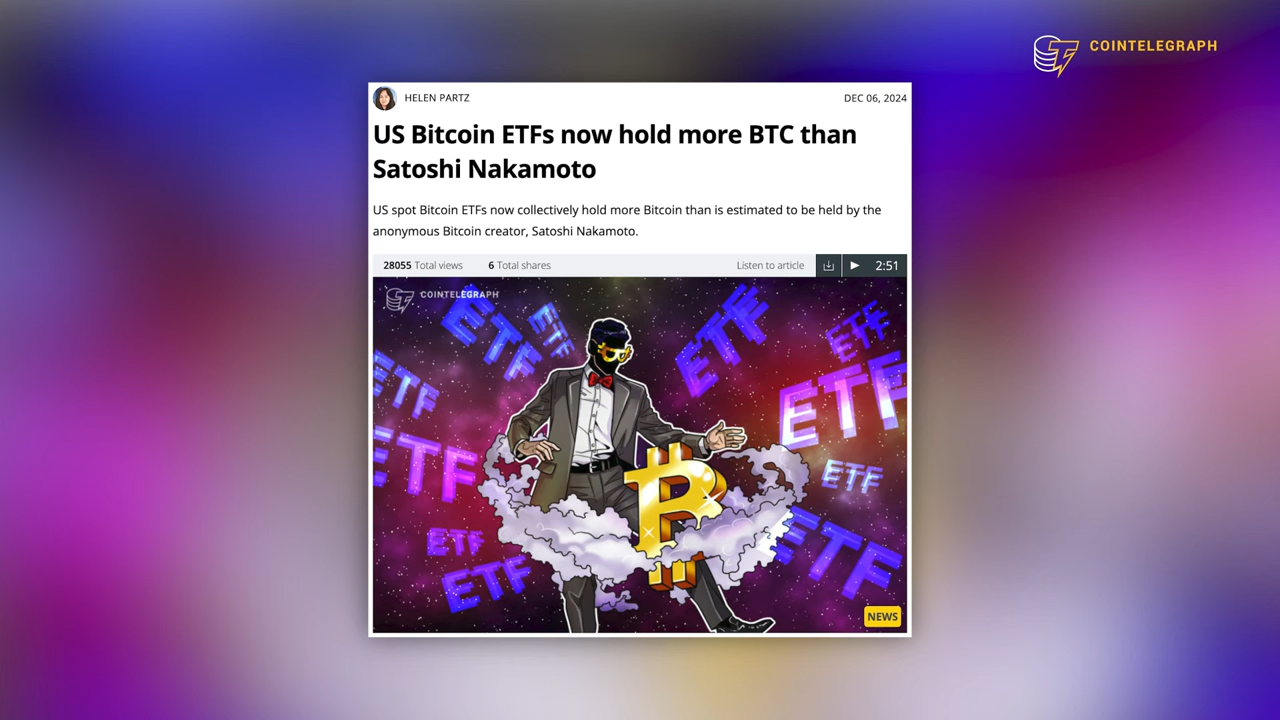 COINTELEGRAPH
HELEN PARTZ
DEC 06, 2024
US Bitcoin ETFs now hold more BTC than
Satoshi Nakamoto
US spot Bitcoin ETFs now collectively hold more Bitcoin than is estimated to be held by the
anonymous Bitcoin creator, Satoshi Nakamoto.
28055 Total views 6 Total shares Listen to article 2:51
COINTELEGRAPH
ETF
ETF
ETF
ETF
ETF
ETF
ETF
ETF
ETF
ETF
ETF
ETF
NEWS